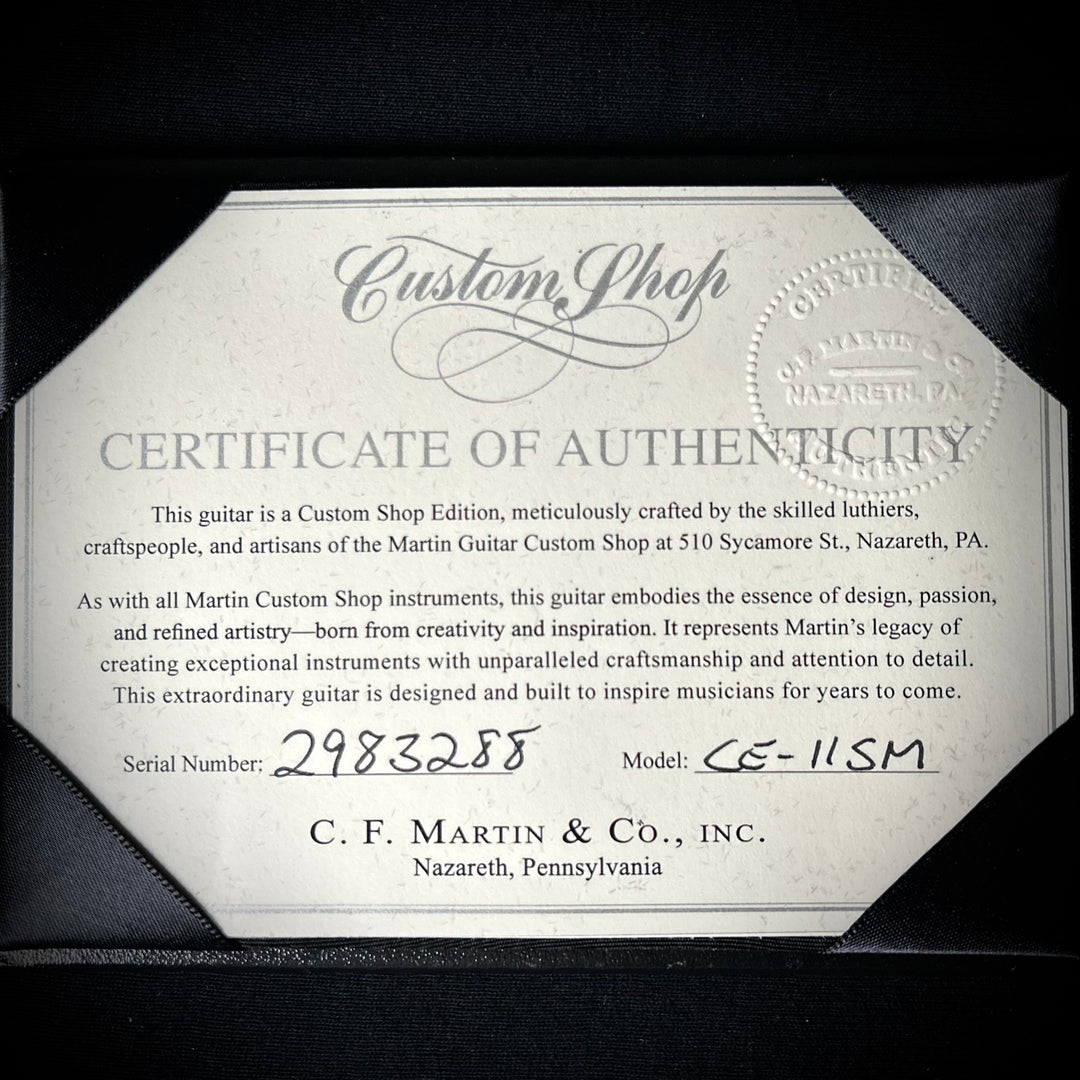 Custom Shop
CERTIFIED
C.F. MARTIN & CO
NAZARETH, PA
AUTHENTIC
CERTIFICATE OF AUTHENTICITY
This guitar is a Custom Shop Edition, meticulously crafted by the skilled luthiers,
craftspeople, and artisans of the Martin Guitar Custom Shop at 510 Sycamore St., Nazareth, PA.
As with all Martin Custom Shop instruments, this guitar embodies the essence of design, passion,
and refined artistry—born from creativity and inspiration. It represents Martin’s legacy of
creating exceptional instruments with unparalleled craftsmanship and attention to detail.
This extraordinary guitar is designed and built to inspire musicians for years to come.
Serial Number: 2983288 Model: CE-11SM
C. F. MARTIN & CO., INC.
Nazareth, Pennsylvania